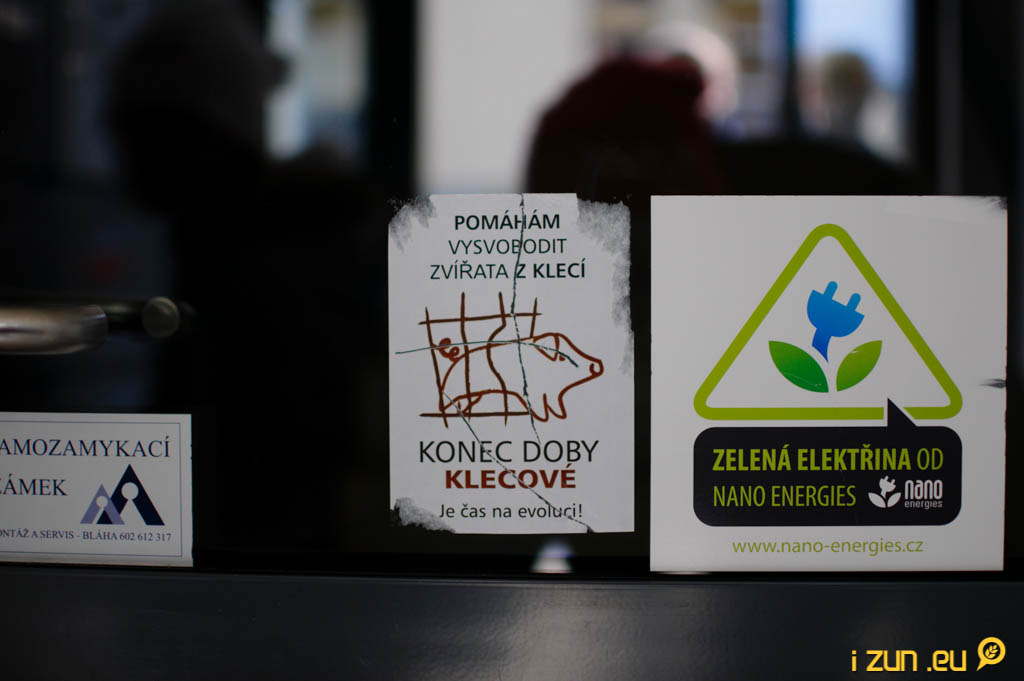 POMÁHÁM
VYSVOBODIT
ZVÍŘATA Z KLECÍ
KONEC DOBY
KLECOVÉ
Je čas na evoluci!
ZELENÁ ELEKTŘINA OD
NANO ENERGIES
nano
energies
www.nano-energies.cz
AMOZAMYKACÍ
ZÁMEK
ONTÁŽ A SERVIS - BLÁHA 602 612 317
i zun .eu